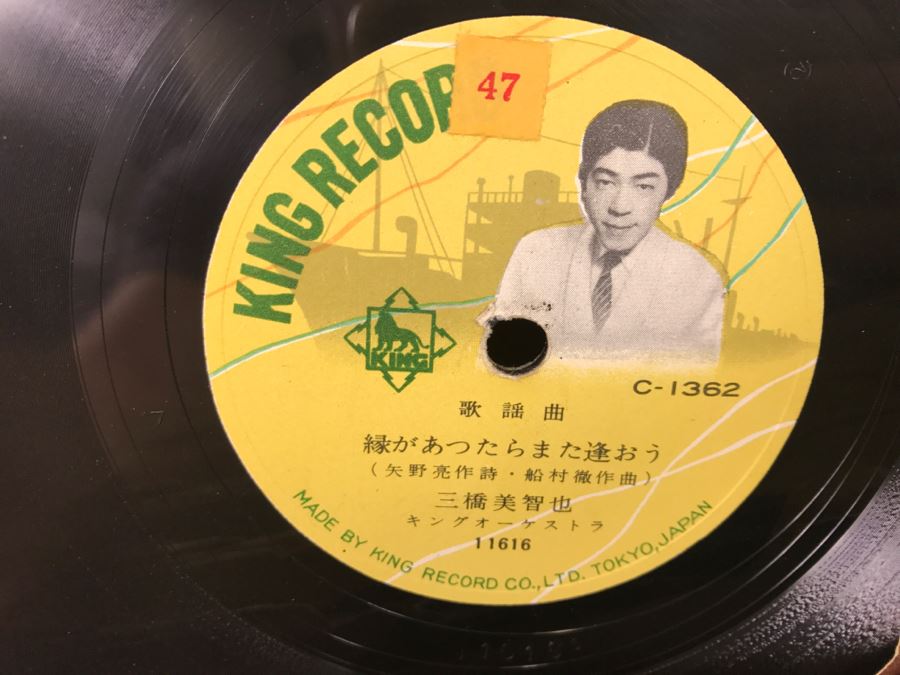 KING RECOR
47
KING
C-1362
歌謡曲
縁があつたらまた逢おう
(矢野亮作詩・船村徹作曲)
三橋美智也
キングオーケストラ
11616
MADE BY KING RECORD CO., LTD. TOKYO, JAPAN